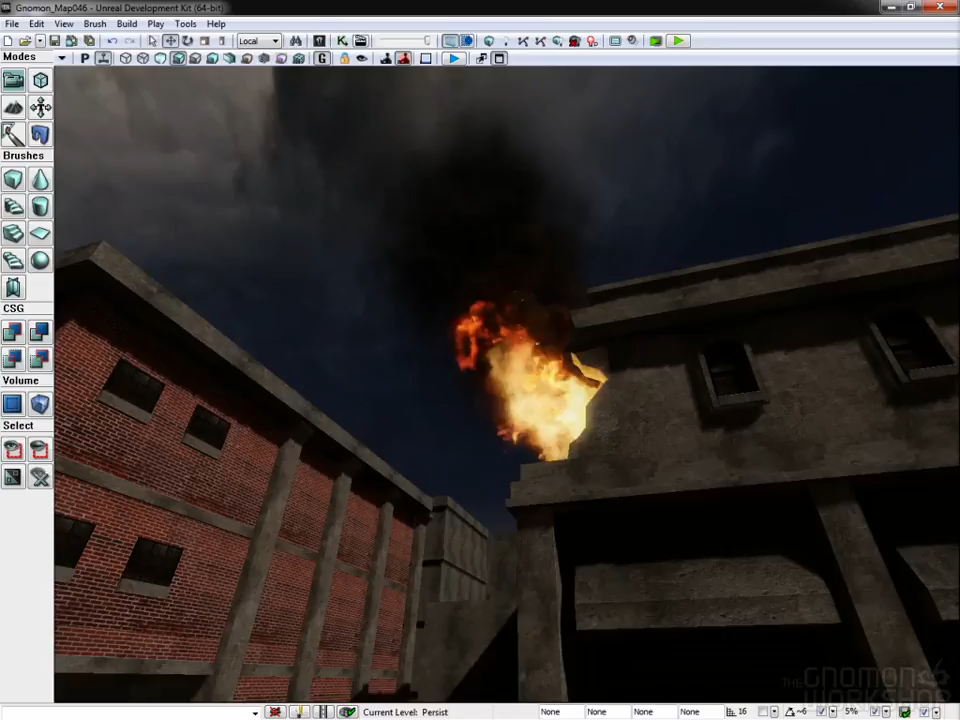 Gnomon_Map046 - Unreal Development Kit (64-bit)
File Edit View Brush Build Play Tools Help
Local
Modes
P
G
Brushes
CSG
Volume
Select
THE GNOMON
WORKSHOP
Current Level: Persist
None None None None 16 ~6 5%